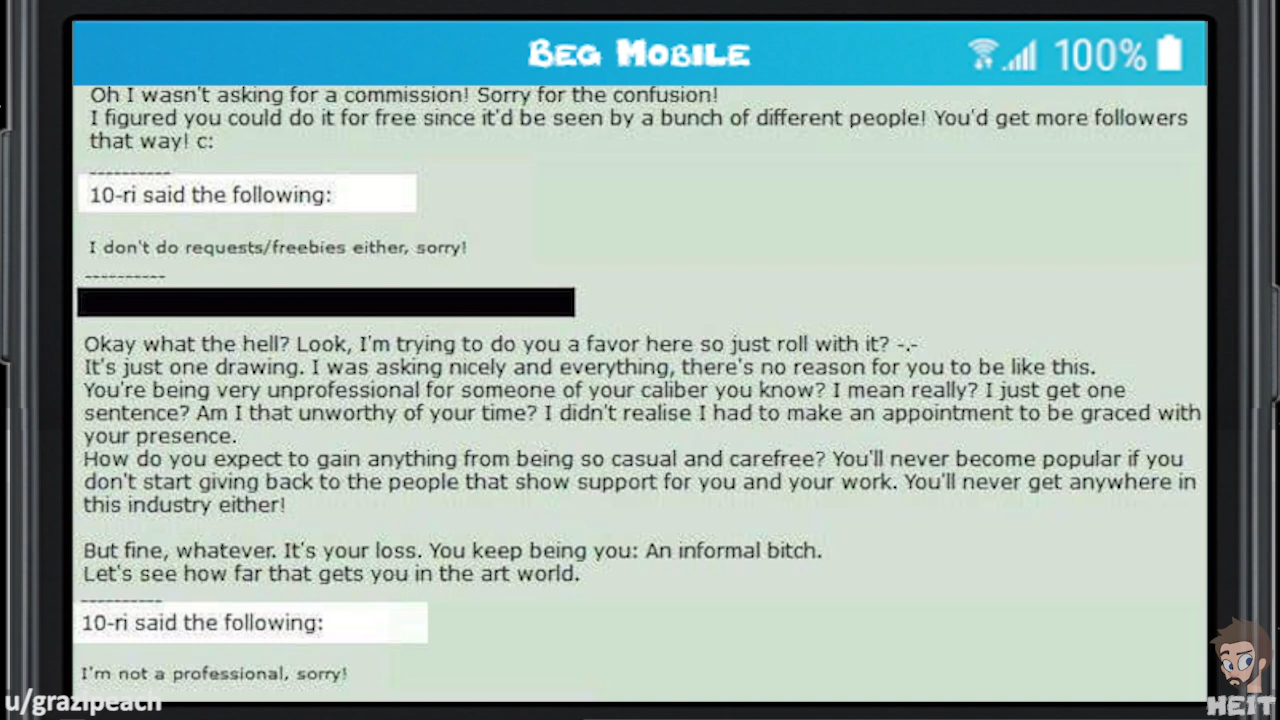 BEG MOBILE
100%
Oh I wasn't asking for a commission! Sorry for the confusion!
I figured you could do it for free since it'd be seen by a bunch of different people! You'd get more followers
that way! c:
----------
10-ri said the following:
I don't do requests/freebies either, sorry!
----------
Okay what the hell? Look, I'm trying to do you a favor here so just roll with it? -.-
It's just one drawing. I was asking nicely and everything, there's no reason for you to be like this.
You're being very unprofessional for someone of your caliber you know? I mean really? I just get one
sentence? Am I that unworthy of your time? I didn't realise I had to make an appointment to be graced with
your presence.
How do you expect to gain anything from being so casual and carefree? You'll never become popular if you
don't start giving back to the people that show support for you and your work. You'll never get anywhere in
this industry either!
But fine, whatever. It's your loss. You keep being you: An informal bitch.
Let's see how far that gets you in the art world.
----------
10-ri said the following:
I'm not a professional, sorry!
u/grazipeach
HEIT